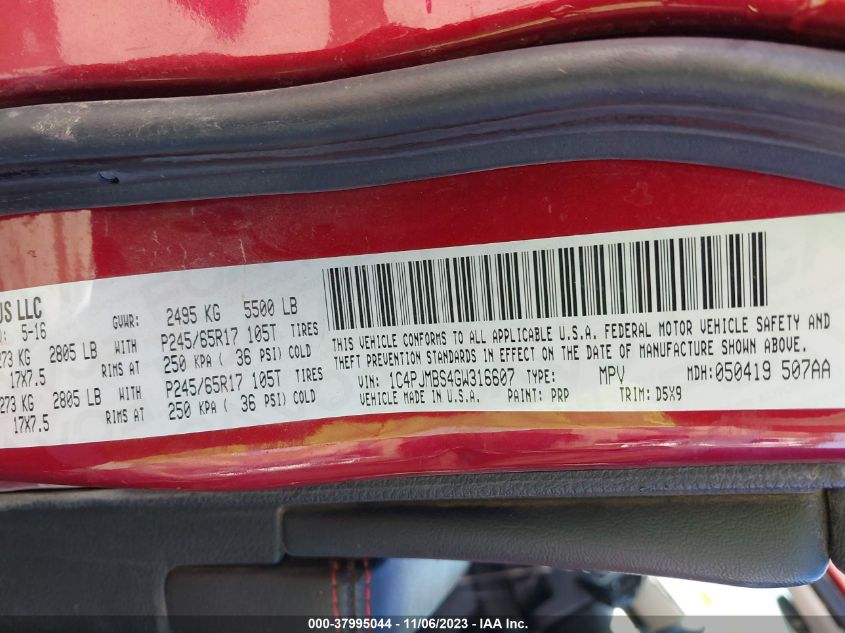 US LLC
5-16
GVWR: 2495 KG 5500 LB
273 KG 2805 LB WITH P245/65R17 105T TIRES
17X7.5 RIMS AT 250 KPA ( 36 PSI) COLD
273 KG 2805 LB WITH P245/65R17 105T TIRES
17X7.5 RIMS AT 250 KPA ( 36 PSI) COLD
THIS VEHICLE CONFORMS TO ALL APPLICABLE U.S.A. FEDERAL MOTOR VEHICLE SAFETY AND
THEFT PREVENTION STANDARDS IN EFFECT ON THE DATE OF MANUFACTURE SHOWN ABOVE.
VIN: 1C4PJMBS4GW316607 TYPE: MPV MDH: 050419 507AA
VEHICLE MADE IN U.S.A. PAINT: PRP TRIM: D5X9
000-37995044 - 11/06/2023 - IAA Inc.